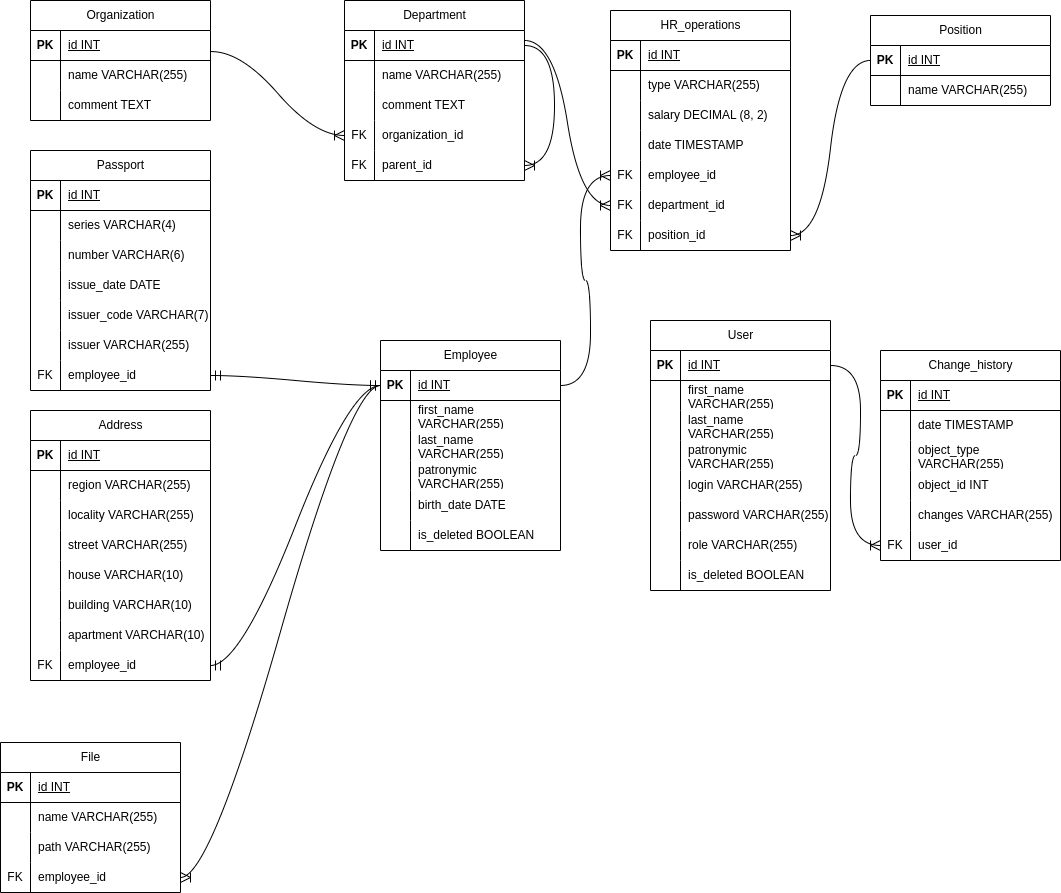 Organization
PK id INT
name VARCHAR(255)
comment TEXT
Department
PK id INT
name VARCHAR(255)
comment TEXT
FK organization_id
FK parent_id
HR_operations
PK id INT
type VARCHAR(255)
salary DECIMAL (8, 2)
date TIMESTAMP
FK employee_id
FK department_id
FK position_id
Position
PK id INT
name VARCHAR(255)
Passport
PK id INT
series VARCHAR(4)
number VARCHAR(6)
issue_date DATE
issuer_code VARCHAR(7)
issuer VARCHAR(255)
FK employee_id
Employee
PK id INT
first_name
VARCHAR(255)
last_name
VARCHAR(255)
patronymic
VARCHAR(255)
birth_date DATE
is_deleted BOOLEAN
User
PK id INT
first_name
VARCHAR(255)
last_name
VARCHAR(255)
patronymic
VARCHAR(255)
login VARCHAR(255)
password VARCHAR(255)
role VARCHAR(255)
is_deleted BOOLEAN
Change_history
PK id INT
date TIMESTAMP
object_type
VARCHAR(255)
object_id INT
changes VARCHAR(255)
FK user_id
Address
PK id INT
region VARCHAR(255)
locality VARCHAR(255)
street VARCHAR(255)
house VARCHAR(10)
building VARCHAR(10)
apartment VARCHAR(10)
FK employee_id
File
PK id INT
name VARCHAR(255)
path VARCHAR(255)
FK employee_id